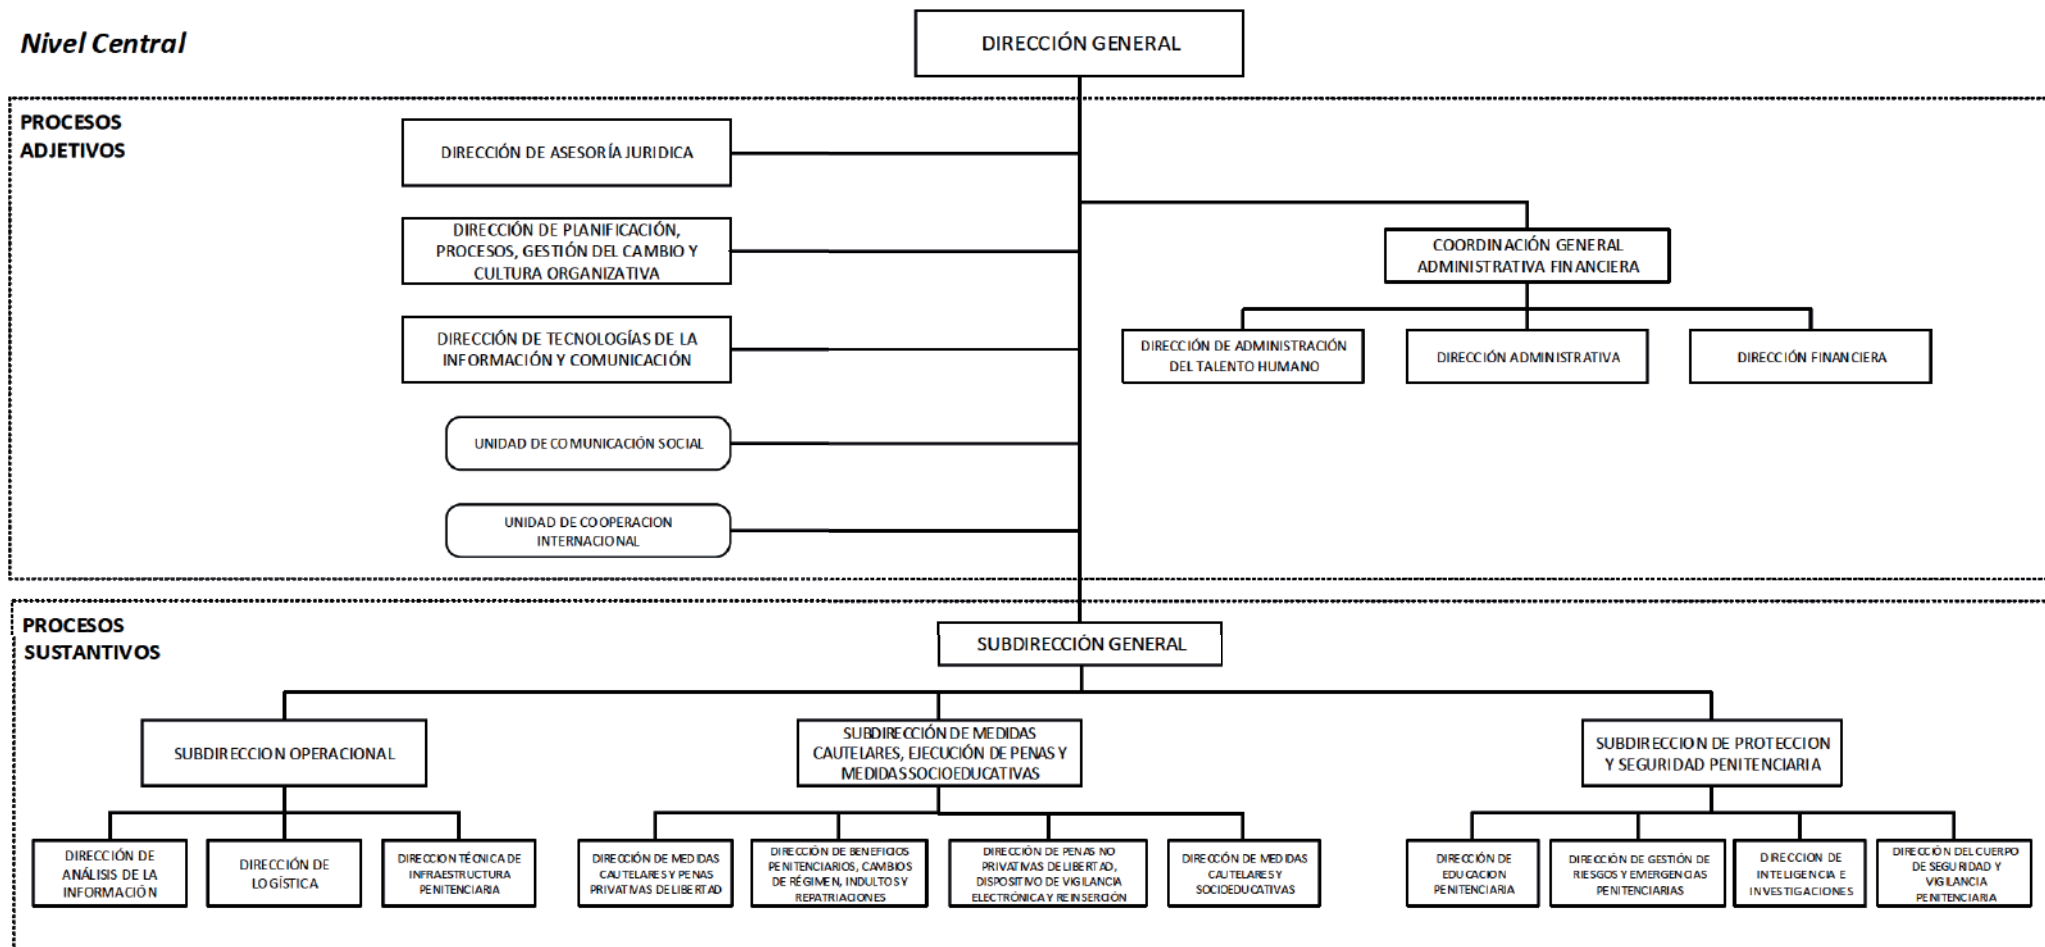 Nivel Central
DIRECCIÓN GENERAL
PROCESOS
ADJETIVOS
DIRECCIÓN DE ASESORÍA JURIDICA
DIRECCIÓN DE PLANIFICACIÓN,
PROCESOS, GESTIÓN DEL CAMBIO Y
CULTURA ORGANIZATIVA
DIRECCIÓN DE TECNOLOGÍAS DE LA
INFORMACIÓN Y COMUNICACIÓN
UNIDAD DE COMUNICACIÓN SOCIAL
UNIDAD DE COOPERACION
INTERNACIONAL
COORDINACIÓN GENERAL
ADMINISTRATIVA FINANCIERA
DIRECCIÓN DE ADMINISTRACIÓN
DEL TALENTO HUMANO
DIRECCIÓN ADMINISTRATIVA
DIRECCIÓN FINANCIERA
PROCESOS
SUSTANTIVOS
SUBDIRECCIÓN GENERAL
SUBDIRECCION OPERACIONAL
SUBDIRECCIÓN DE MEDIDAS
CAUTELARES, EJECUCIÓN DE PENAS Y
MEDIDAS SOCIOEDUCATIVAS
SUBDIRECCION DE PROTECCION
Y SEGURIDAD PENITENCIARIA
DIRECCIÓN DE
ANÁLISIS DE LA
INFORMACIÓN
DIRECCIÓN DE
LOGÍSTICA
DIRECCION TÉCNICA DE
INFRAESTRUCTURA
PENITENCIARIA
DIRECCIÓN DE MEDIDAS
CAUTELARES Y PENAS
PRIVATIVAS DE LIBERTAD
DIRECCIÓN DE BENEFICIOS
PENITENCIARIOS, CAMBIOS
DE RÉGIMEN, INDULTOS Y
REPATRIACIONES
DIRECCIÓN DE PENAS NO
PRIVATIVAS DE LIBERTAD,
DISPOSITIVO DE VIGILANCIA
ELECTRÓNICA Y REINSERCIÓN
DIRECCÓN DE MEDIDAS
CAUTELARES Y
SOCIOEDUCATIVAS
DIRECCIÓN DE
EDUCACION
PENITENCIARIA
DIRECCIÓN DE GESTIÓN DE
RIESGOS Y EMERGENCIAS
PENITENCIARIAS
DIRECCION DE
INTELIGENCIA E
INVESTIGACIONES
DIRECCIÓN DEL CUERPO
DE SEGURIDAD Y
VIGILANCIA
PENITENCIARIA